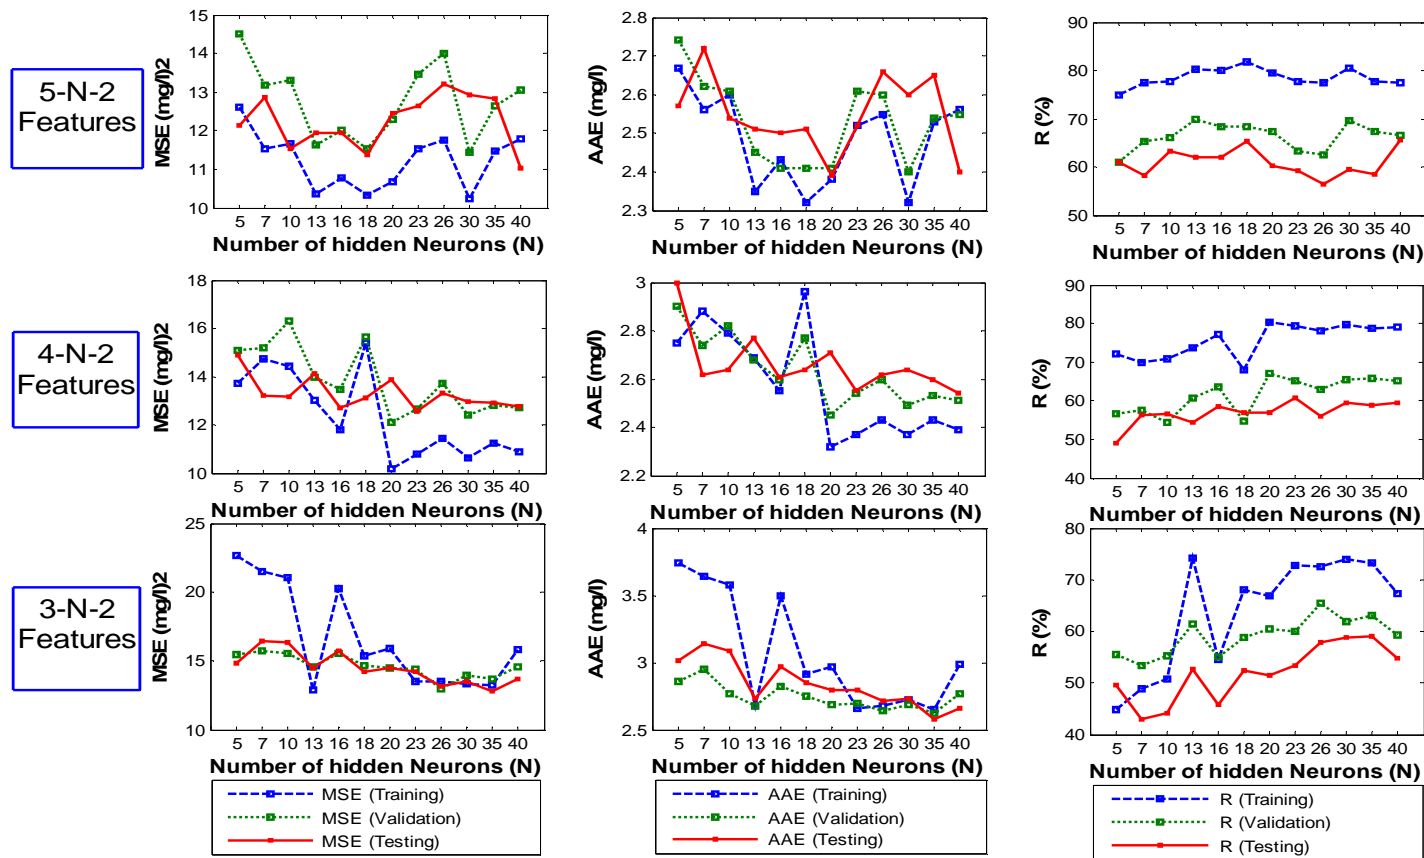 5-N-2
Features
MSE (mg/l)2
15
14
13
12
11
10
5 7 10 13 16 18 20 23 26 30 35 40
Number of hidden Neurons (N)
AAE (mg/l)
2.8
2.7
2.6
2.5
2.4
2.3
5 7 10 13 16 18 20 23 26 30 35 40
Number of hidden Neurons (N)
R (%)
90
80
70
60
50
5 7 10 13 16 18 20 23 26 30 35 40
Number of hidden Neurons (N)
4-N-2
Features
MSE (mg/l)2
18
16
14
12
10
5 7 10 13 16 18 20 23 26 30 35 40
Number of hidden Neurons (N)
AAE (mg/l)
3
2.8
2.6
2.4
2.2
5 7 10 13 16 18 20 23 26 30 35 40
Number of hidden Neurons (N)
R (%)
90
80
70
60
50
40
5 7 10 13 16 18 20 23 26 30 35 40
Number of hidden Neurons (N)
3-N-2
Features
MSE (mg/l)2
25
20
15
10
5 7 10 13 16 18 20 23 26 30 35 40
Number of hidden Neurons (N)
AAE (mg/l)
4
3.5
3
2.5
5 7 10 13 16 18 20 23 26 30 35 40
Number of hidden Neurons (N)
R (%)
80
70
60
50
40
5 7 10 13 16 18 20 23 26 30 35 40
Number of hidden Neurons (N)
MSE (Training)
MSE (Validation)
MSE (Testing)
AAE (Training)
AAE (Validation)
AAE (Testing)
R (Training)
R (Validation)
R (Testing)